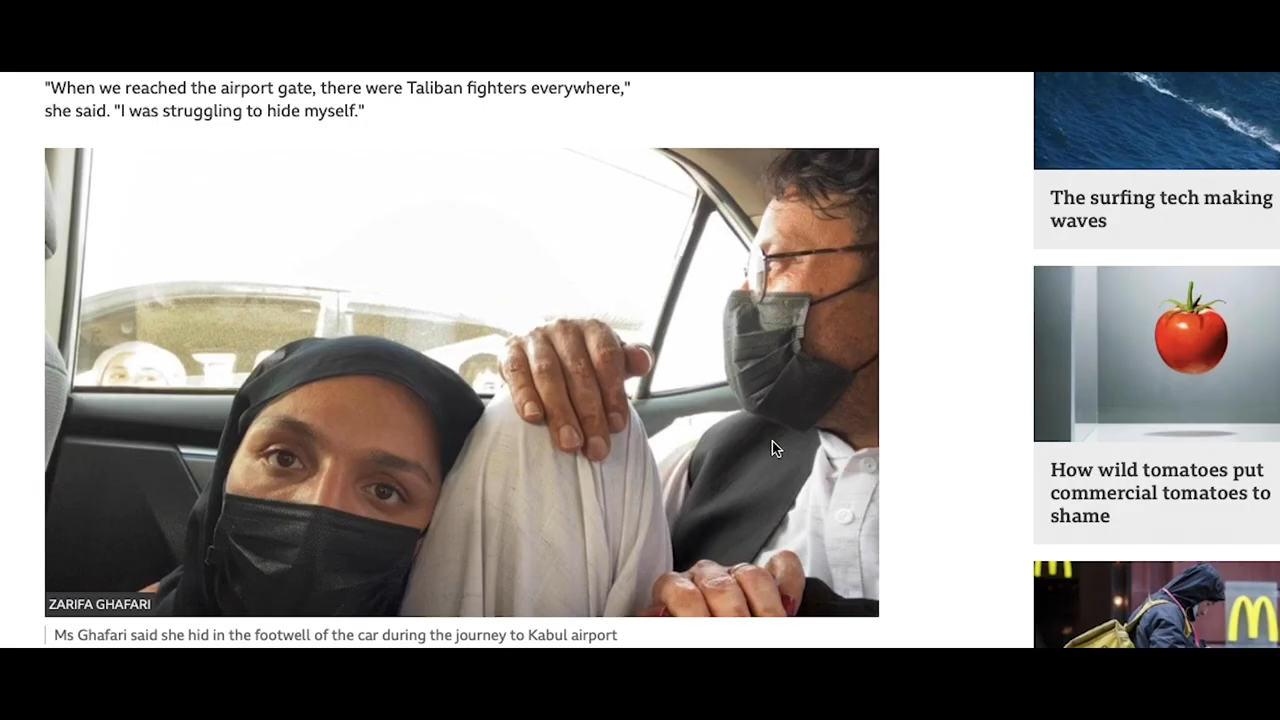 "When we reached the airport gate, there were Taliban fighters everywhere,"
she said. "I was struggling to hide myself."
ZARIFA GHAFARI
Ms Ghafari said she hid in the footwell of the car during the journey to Kabul airport
The surfing tech making
waves
How wild tomatoes put
commercial tomatoes to
shame